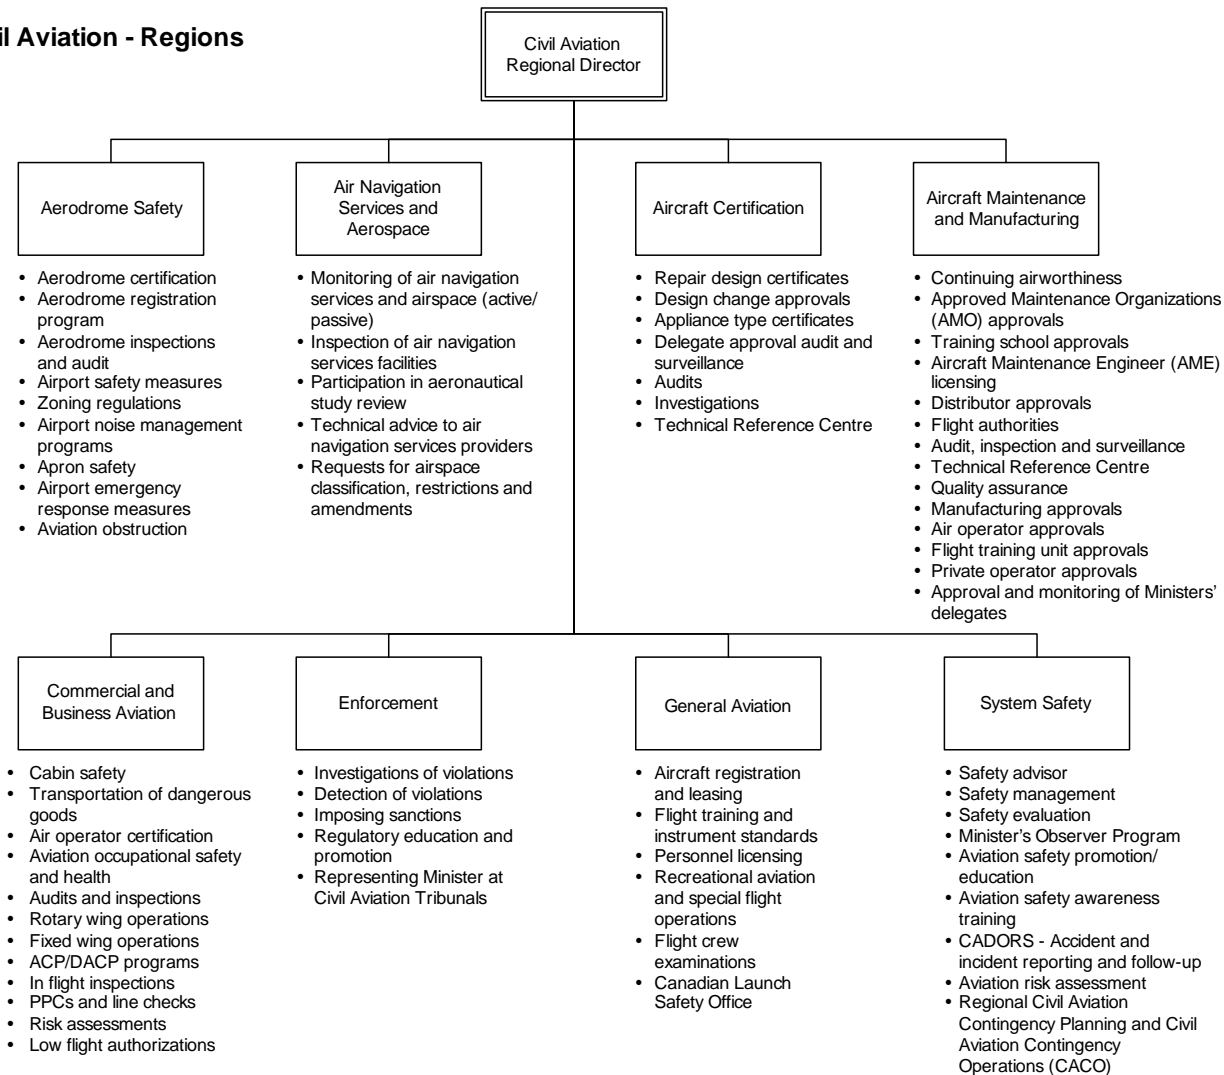 il Aviation - Regions
Civil Aviation
Regional Director
Aerodrome Safety
• Aerodrome certification
• Aerodrome registration
program
• Aerodrome inspections
and audit
• Airport safety measures
• Zoning regulations
• Airport noise management
programs
• Apron safety
• Airport emergency
response measures
• Aviation obstruction
Air Navigation
Services and
Aerospace
• Monitoring of air navigation
services and airspace (active/
passive)
• Inspection of air navigation
services facilities
• Participation in aeronautical
study review
• Technical advice to air
navigation services providers
• Requests for airspace
classification, restrictions and
amendments
Aircraft Certification
• Repair design certificates
• Design change approvals
• Appliance type certificates
• Delegate approval audit and
surveillance
• Audits
• Investigations
• Technical Reference Centre
Aircraft Maintenance
and Manufacturing
• Continuing airworthiness
• Approved Maintenance Organizations
(AMO) approvals
• Training school approvals
• Aircraft Maintenance Engineer (AME)
licensing
• Distributor approvals
• Flight authorities
• Audit, inspection and surveillance
• Technical Reference Centre
• Quality assurance
• Manufacturing approvals
• Air operator approvals
• Flight training unit approvals
• Private operator approvals
• Approval and monitoring of Ministers’
delegates
Commercial and
Business Aviation
• Cabin safety
• Transportation of dangerous
goods
• Air operator certification
• Aviation occupational safety
and health
• Audits and inspections
• Rotary wing operations
• Fixed wing operations
• ACP/DACP programs
• In flight inspections
• PPCs and line checks
• Risk assessments
• Low flight authorizations
Enforcement
• Investigations of violations
• Detection of violations
• Imposing sanctions
• Regulatory education and
promotion
• Representing Minister at
Civil Aviation Tribunals
General Aviation
• Aircraft registration
and leasing
• Flight training and
instrument standards
• Personnel licensing
• Recreational aviation
and special flight
operations
• Flight crew
examinations
• Canadian Launch
Safety Office
System Safety
• Safety advisor
• Safety management
• Safety evaluation
• Minister’s Observer Program
• Aviation safety promotion/
education
• Aviation safety awareness
training
• CADORS - Accident and
incident reporting and follow-up
• Aviation risk assessment
• Regional Civil Aviation
Contingency Planning and Civil
Aviation Contingency
Operations (CACO)